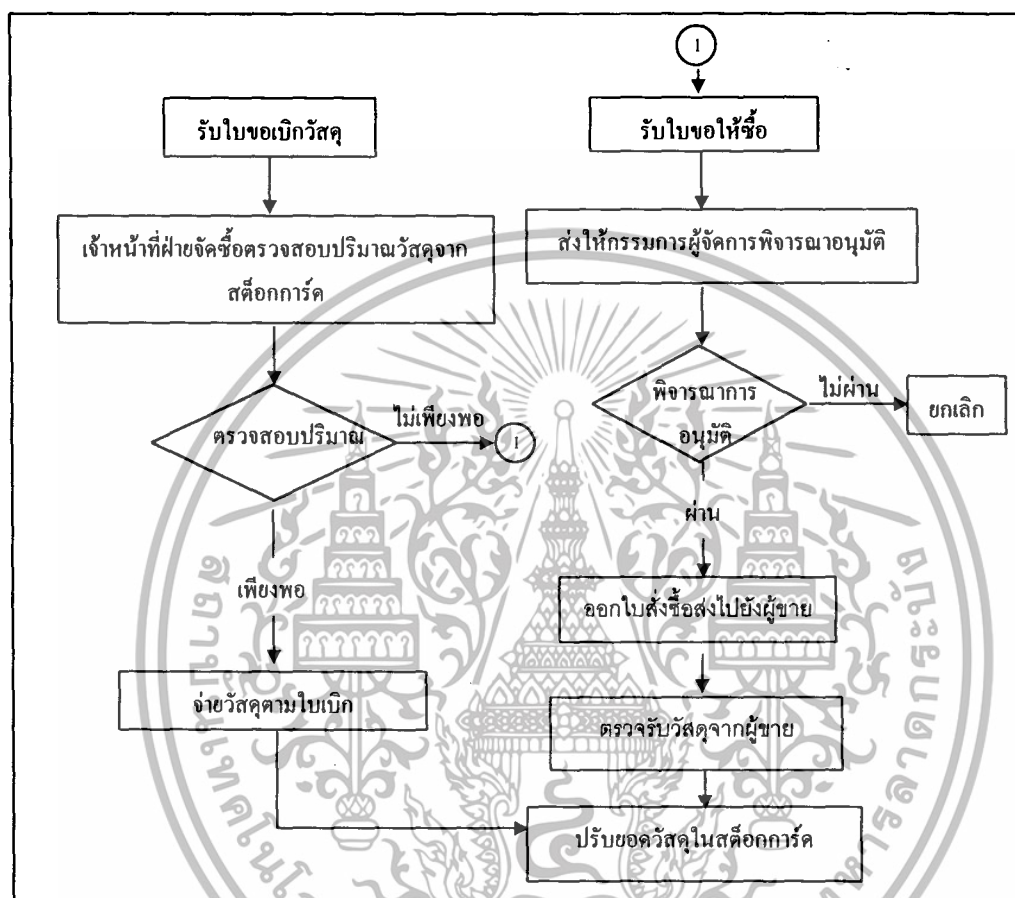 รับใบขอเบิกวัสดุ
เจ้าหน้าที่ฝ่ายจัดซื้อตรวจสอบปริมาณวัสดุจาก
สต็อกการ์ด
ตรวจสอบปริมาณ
ไม่เพียงพอ
1
เพียงพอ
จ่ายวัสดุตามใบเบิก
1
รับใบขอให้ซื้อ
ส่งให้กรรมการผู้จัดการพิจารณาอนุมัติ
พิจารณาการ
อนุมัติ
ไม่ผ่าน
ยกเลิก
ผ่าน
ออกใบสั่งซื้อส่งไปยังผู้ขาย
ตรวจรับวัสดุจากผู้ขาย
ปรับยอดวัสดุในสต็อกการ์ด